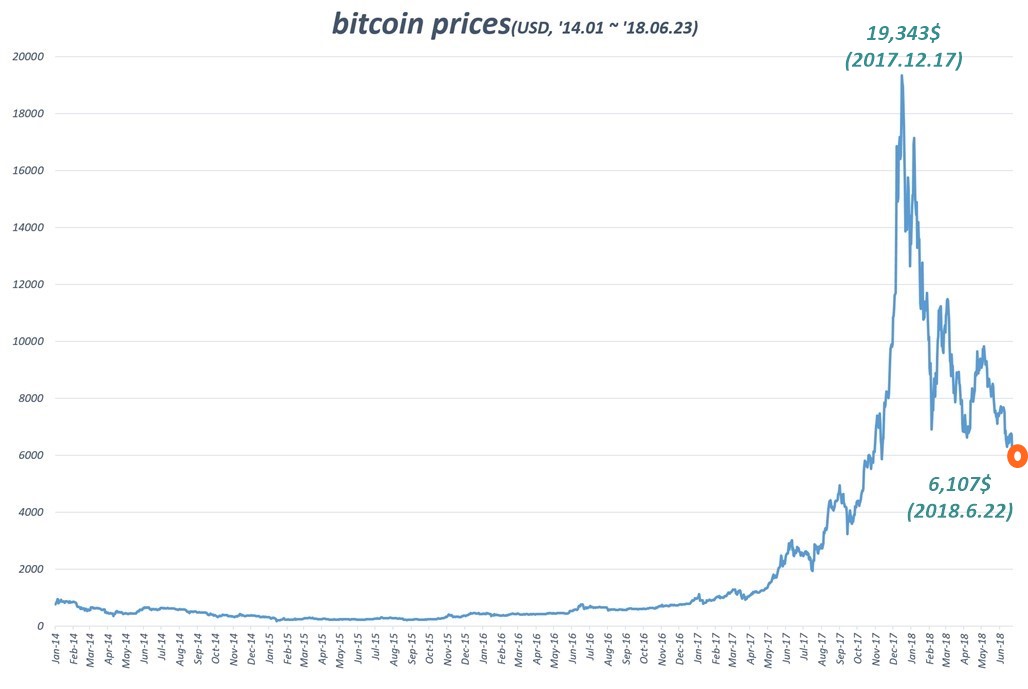 bitcoin prices(USD, '14.01 ~ '18.06.23)
19,343$
(2017.12.17)
20000
18000
16000
14000
12000
10000
8000
6000
4000
2000
0
6,107$
(2018.6.22)
Jan-14
Feb-14
Mar-14
Apr-14
May-14
Jun-14
Jul-14
Aug-14
Sep-14
Oct-14
Nov-14
Dec-14
Jan-15
Feb-15
Mar-15
Apr-15
May-15
Jun-15
Jul-15
Aug-15
Sep-15
Oct-15
Nov-15
Dec-15
Jan-16
Feb-16
Mar-16
Apr-16
May-16
Jun-16
Jul-16
Aug-16
Sep-16
Oct-16
Nov-16
Dec-16
Jan-17
Feb-17
Mar-17
Apr-17
May-17
Jun-17
Jul-17
Aug-17
Sep-17
Oct-17
Nov-17
Dec-17
Jan-18
Feb-18
Mar-18
Apr-18
May-18
Jun-18